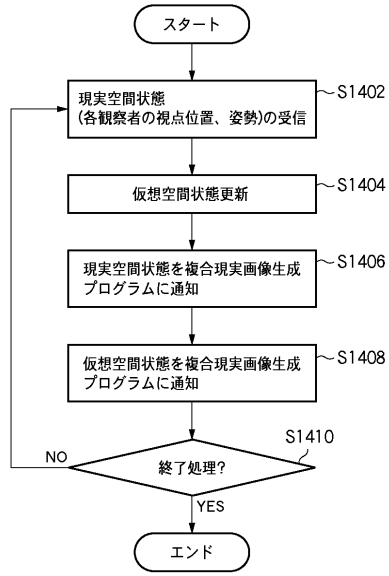 スタート
現実空間状態
(各観察者の視点位置、姿勢)の受信
S1402
仮想空間状態更新
S1404
現実空間状態を複合現実画像生成
プログラムに通知
S1406
仮想空間状態を複合現実画像生成
プログラムに通知
S1408
終了処理?
S1410
NO
YES
エンド